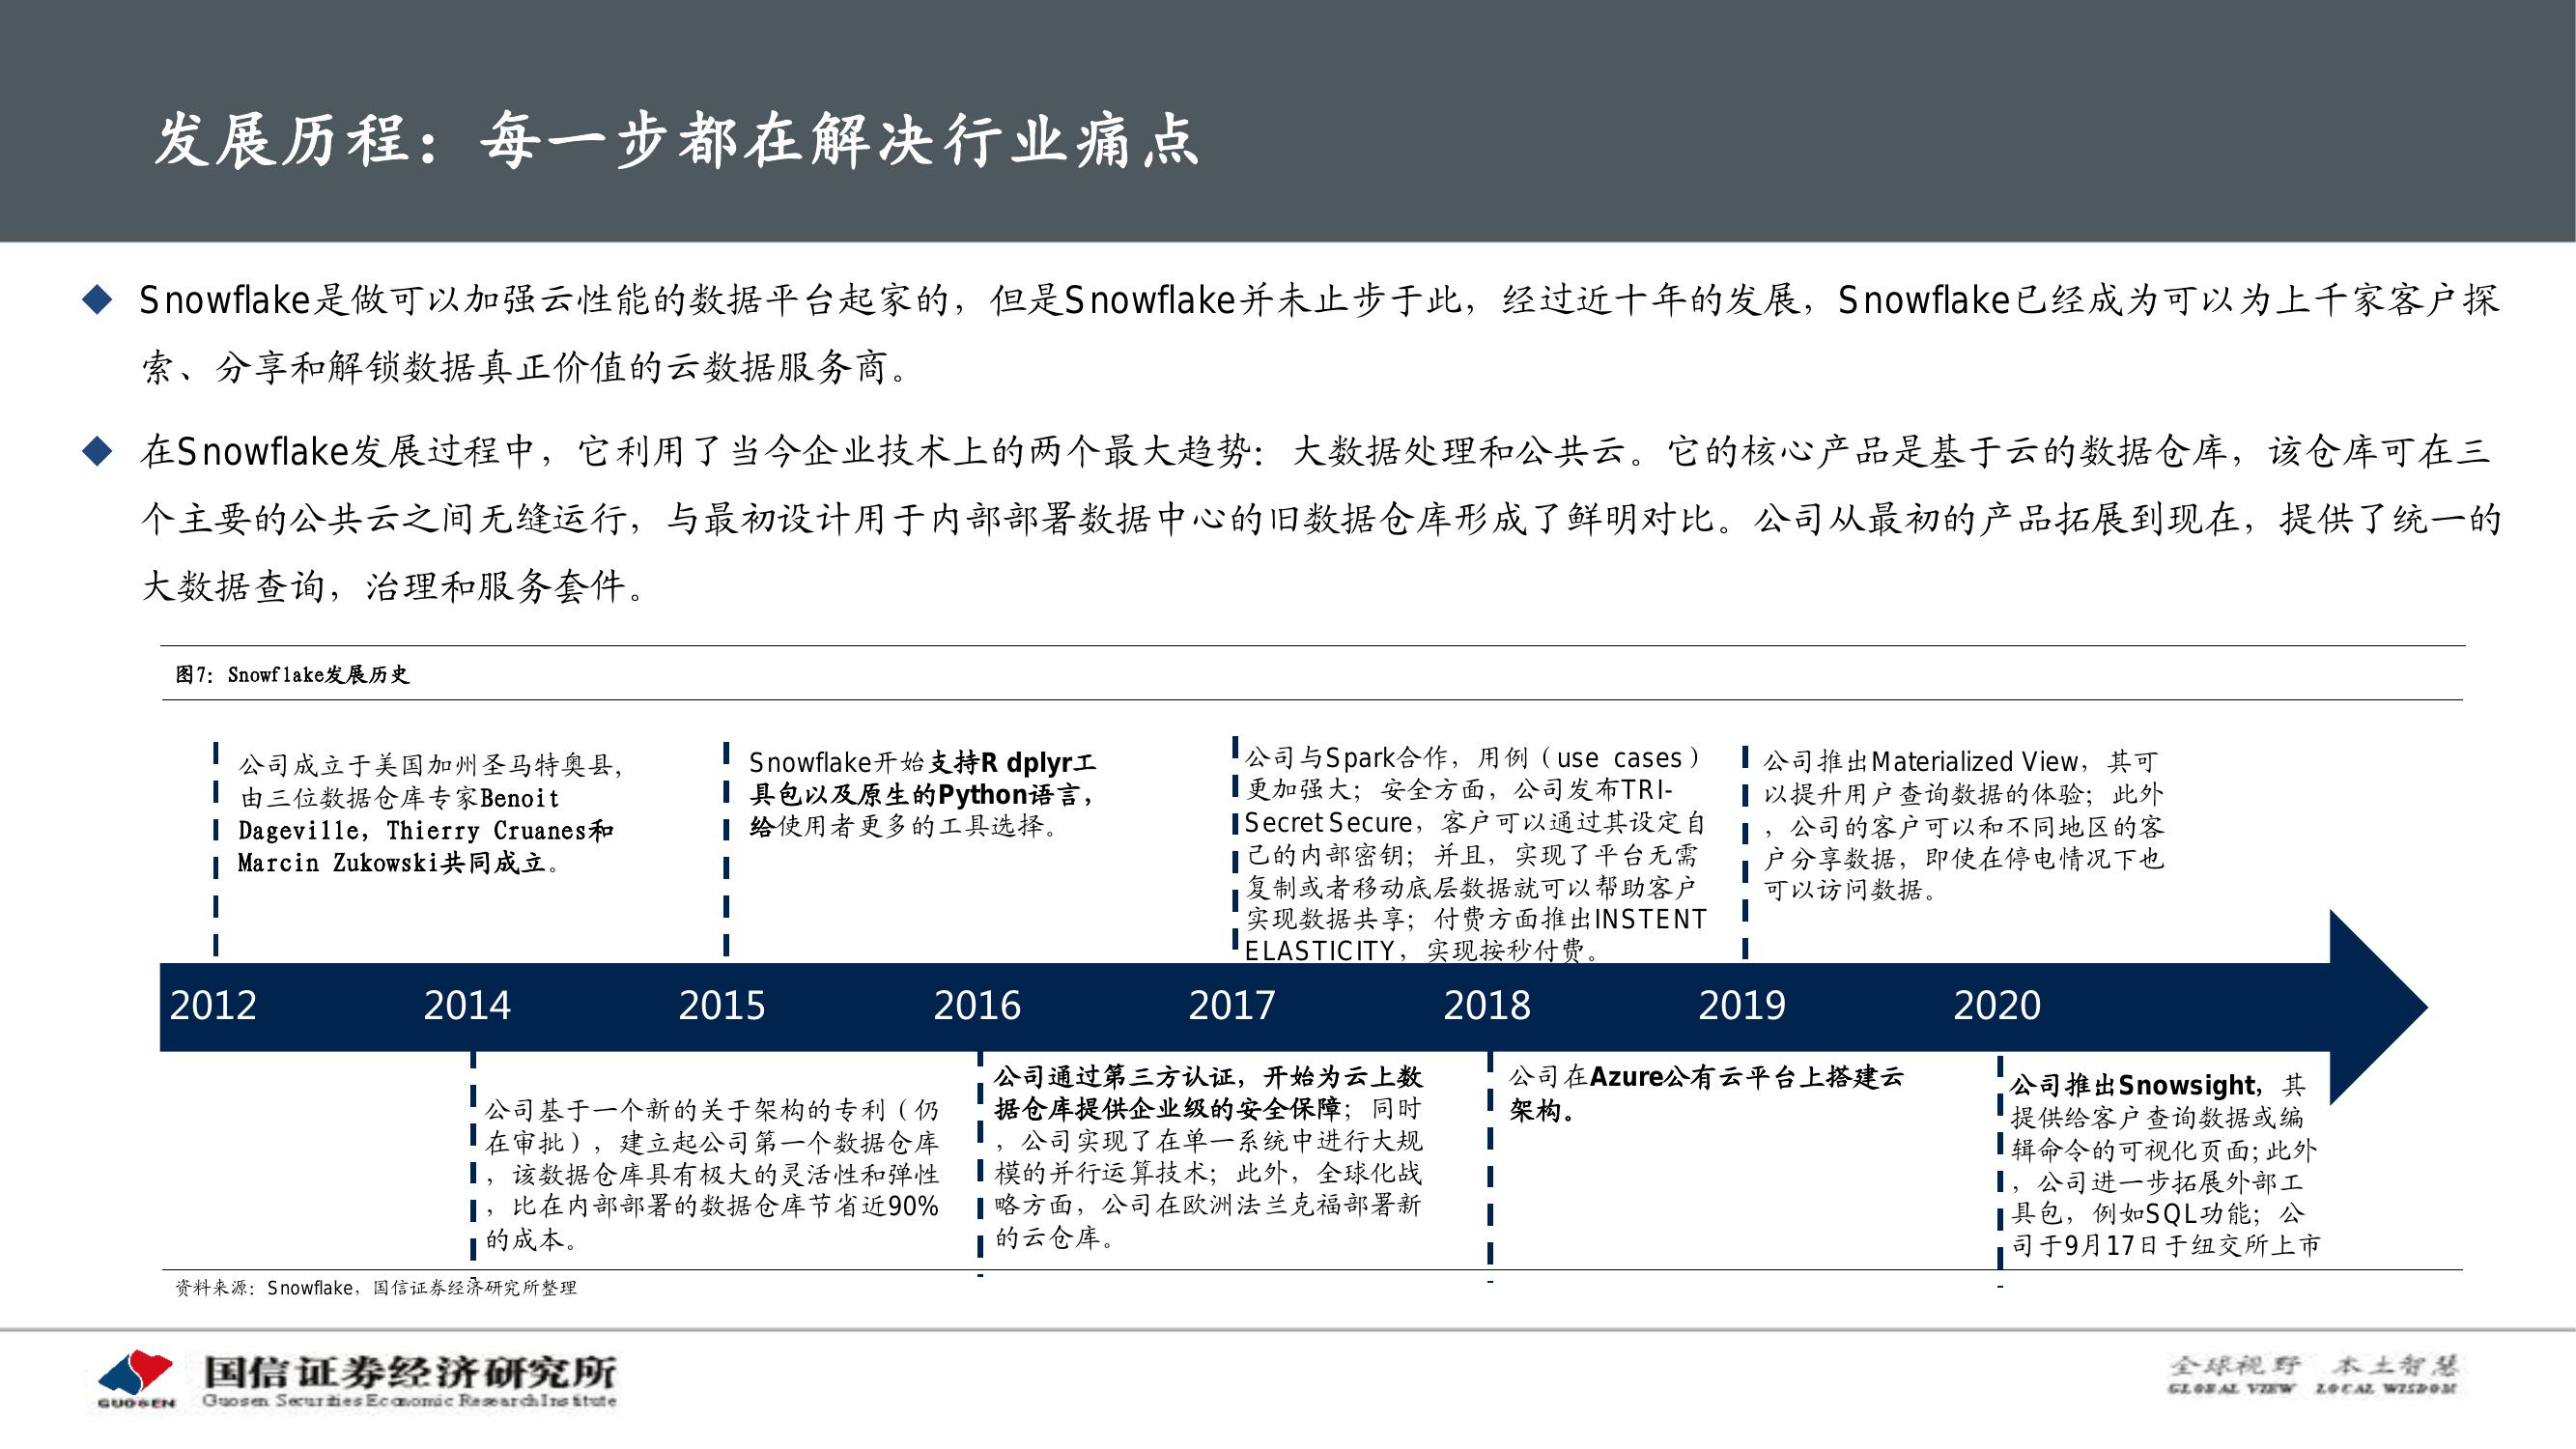 发展历程：每一步都在解决行业痛点
Snowflake是做可以加强云性能的数据平台起家的，但是Snowflake并未止步于此，经过近十年的发展，Snowflake已经成为可以为上千家客户探
索、分享和解锁数据真正价值的云数据服务商。
在Snowflake发展过程中，它利用了当今企业技术上的两个最大趋势：大数据处理和公共云。它的核心产品是基于云的数据仓库，该仓库可在三
个主要的公共云之间无缝运行，与最初设计用于内部部署数据中心的旧数据仓库形成了鲜明对比。公司从最初的产品拓展到现在，提供了统一的
大数据查询，治理和服务套件。
图7：Snowflake发展历史
公司成立于美国加州圣马特奥县，
由三位数据仓库专家Benoit
Dageville，Thierry Cruanes和
Marcin Zukowski共同成立。
Snowflake开始支持R dplyr工
具包以及原生的Python语言，
给使用者更多的工具选择。
公司与Spark合作，用例（use cases）
更加强大；安全方面，公司发布TRI-
Secret Secure，客户可以通过其设定自
己的内部密钥；并且，实现了平台无需
复制或者移动底层数据就可以帮助客户
实现数据共享；付费方面推出INSTENT
ELASTICITY，实现按秒付费。
公司推出Materialized View，其可
以提升用户查询数据的体验；此外
，公司的客户可以和不同地区的客
户分享数据，即使在停电情况下也
可以访问数据。
2012 2014 2015 2016 2017 2018 2019 2020
公司基于一个新的关于架构的专利（仍
在审批），建立起公司第一个数据仓库
，该数据仓库具有极大的灵活性和弹性
，比在内部部署的数据仓库节省近90%
的成本。
公司通过第三方认证，开始为云上数
据仓库提供企业级的安全保障；同时
，公司实现了在单一系统中进行大规
模的并行运算技术；此外，全球化战
略方面，公司在欧洲法兰克福部署新
的云仓库。
公司在Azure公有云平台上搭建云
架构。
公司推出Snowsight，其
提供给客户查询数据或编
辑命令的可视化页面；此外
，公司进一步拓展外部工
具包，例如SQL功能；公
司于9月17日于纽交所上市
资料来源：Snowflake，国信证券经济研究所整理
GUOSEN
国信证券经济研究所
Guosen Securities Economic Research Institute
全球视野 本土智慧
GLOBAL VIEW LOCAL WISDOM